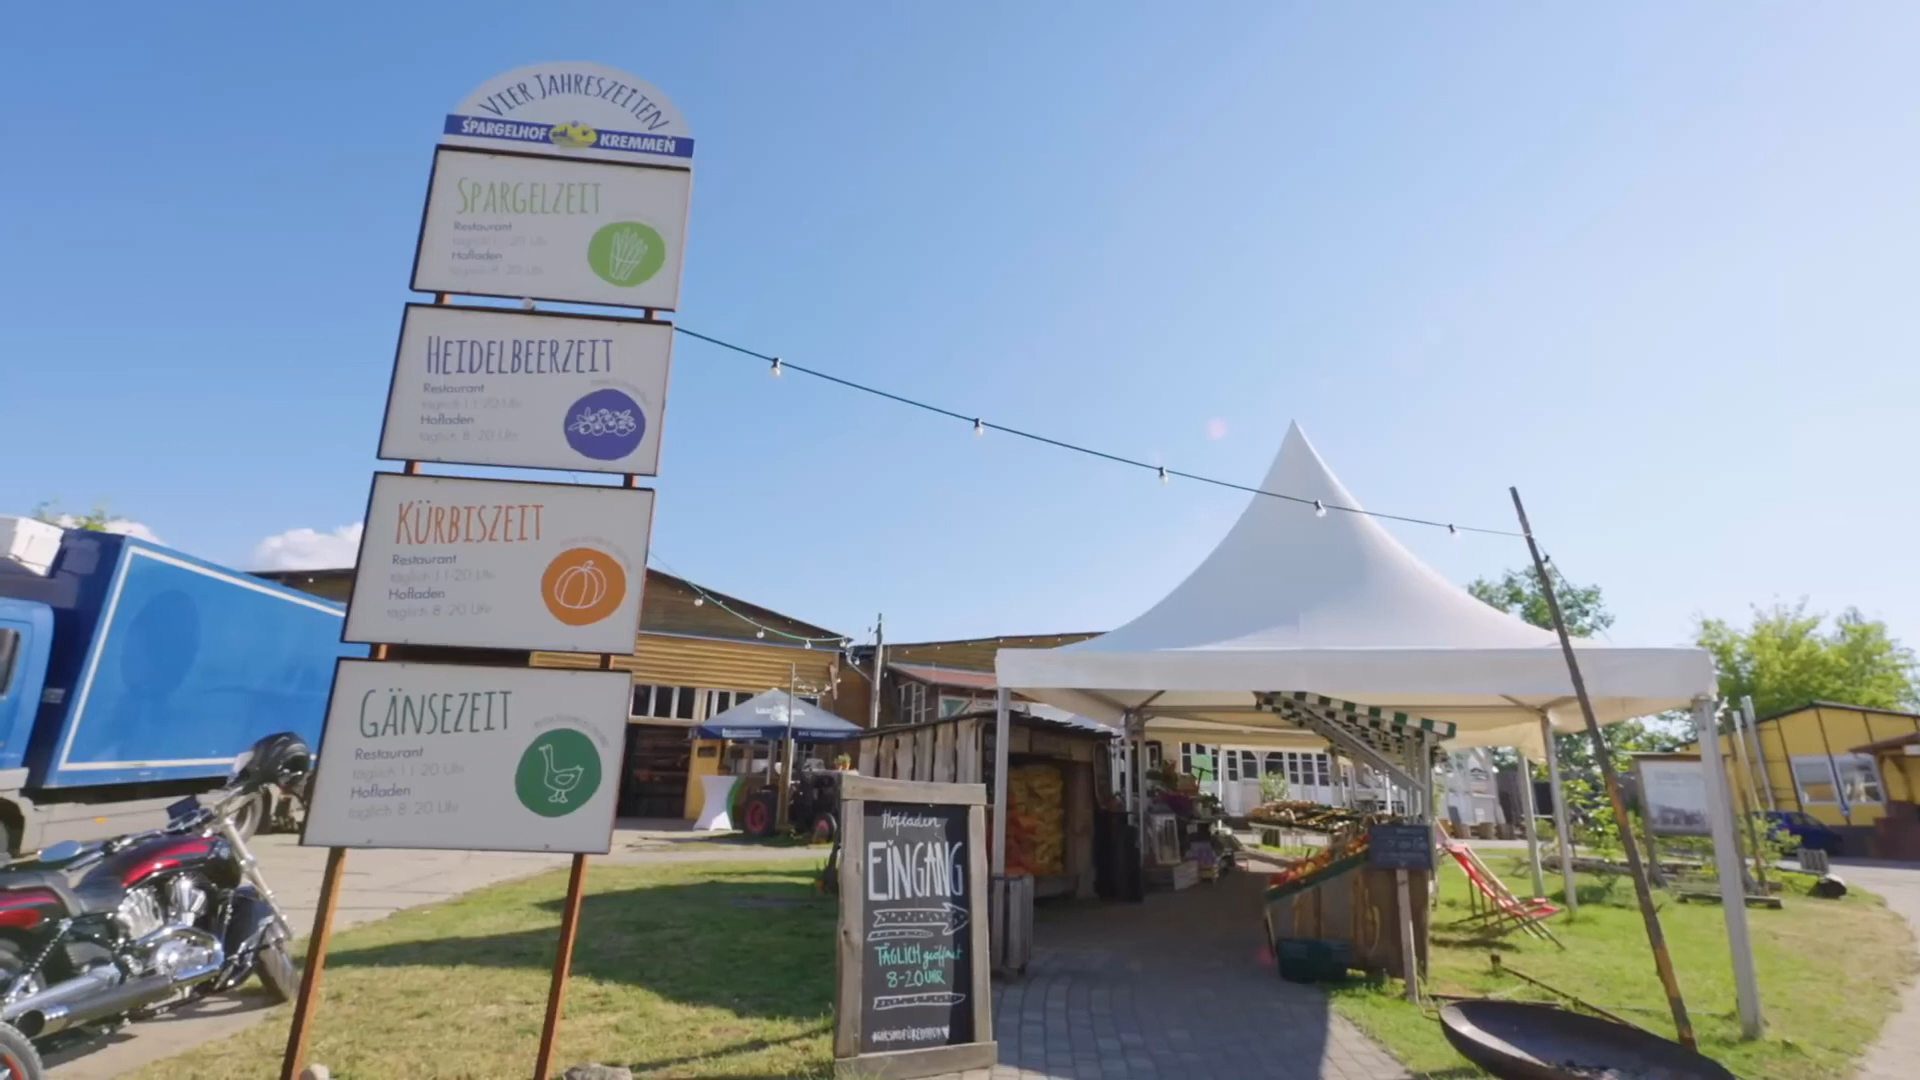 VIER JAHRESZEITEN
SPARGELHOF KREMMEN
SPARGELZEIT
Restaurant
Hofladen
HEIDELBEERZEIT
Restaurant
täglich 11-20 Uhr
Hofladen
täglich 8-20 Uhr
KÜRBISZEIT
Restaurant
täglich 11-20 Uhr
Hofladen
täglich 8-20 Uhr
GÄNSEZEIT
Restaurant
täglich 11-20 Uhr
Hofladen
täglich 8-20 Uhr
Hofladen
EINGANG
TÄGLICH geöffnet
8-20 UHR